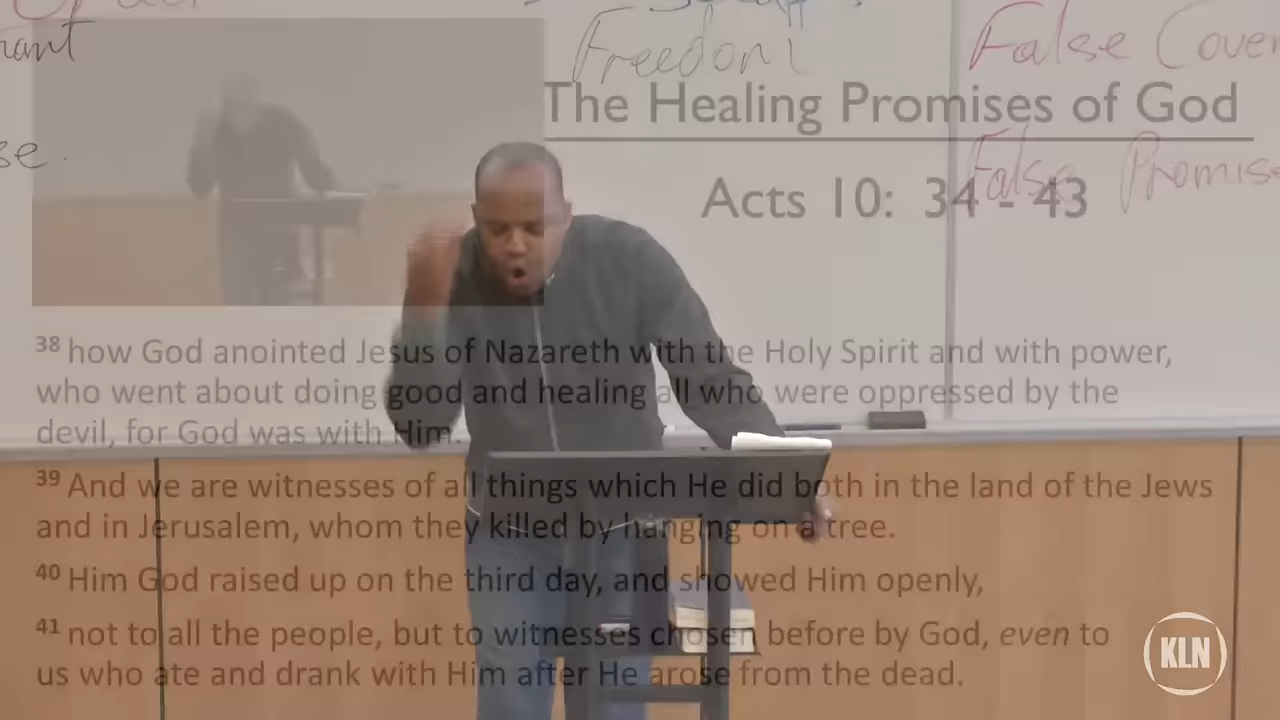 Freedom
False Cover
The Healing Promises of God
se.
False Promise
Acts 10: 34 - 43
38 how God anointed Jesus of Nazareth with the Holy Spirit and with power,
who went about doing good and healing all who were oppressed by the
devil, for God was with Him.
39 And we are witnesses of all things which He did both in the land of the Jews
and in Jerusalem, whom they killed by hanging on a tree.
40 Him God raised up on the third day, and showed Him openly,
41 not to all the people, but to witnesses chosen before by God, even to
us who ate and drank with Him after He arose from the dead.
KLN